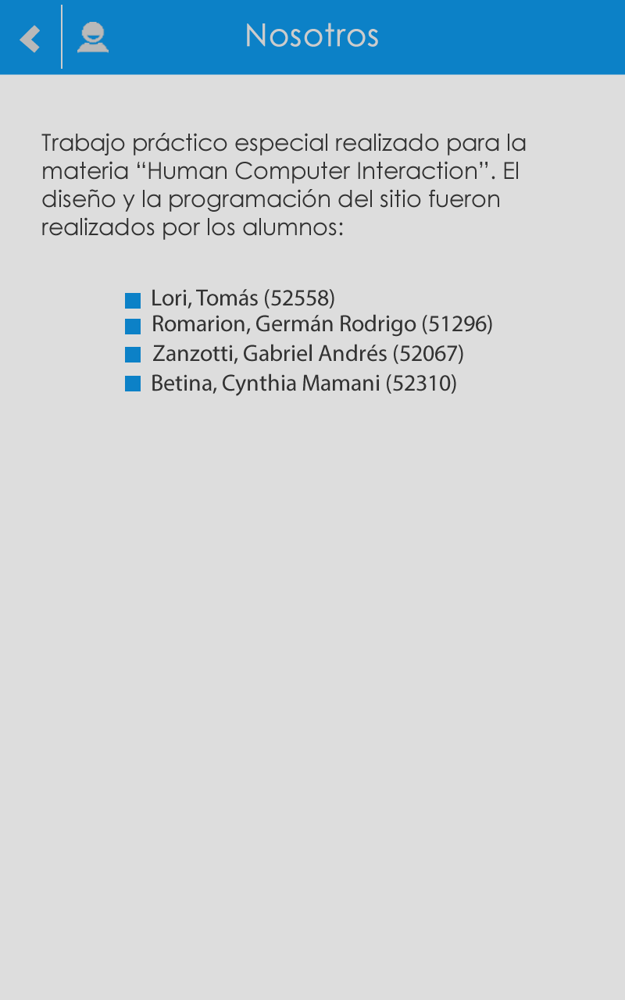 Nosotros
Trabajo práctico especial realizado para la
materia “Human Computer Interaction”. El
diseño y la programación del sitio fueron
realizados por los alumnos:
Lori, Tomás (52558)
Romarion, Germán Rodrigo (51296)
Zanzotti, Gabriel Andrés (52067)
Betina, Cynthia Mamani (52310)